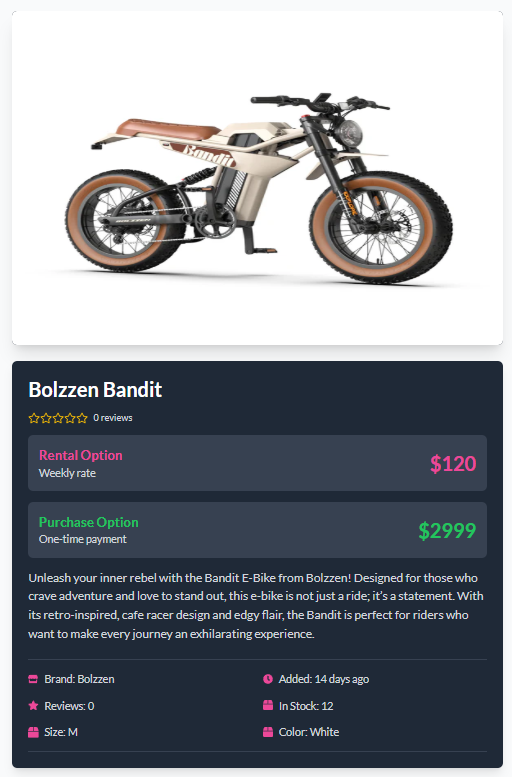 Bandit
Bolzzen Bandit
0 reviews
Rental Option
Weekly rate
$120
Purchase Option
One-time payment
$2999
Unleash your inner rebel with the Bandit E-Bike from Bolzzen! Designed for those who
crave adventure and love to stand out, this e-bike is not just a ride; it's a statement. With
its retro-inspired, cafe racer design and edgy flair, the Bandit is perfect for riders who
want to make every journey an exhilarating experience.
Brand: Bolzzen
Added: 14 days ago
Reviews: 0
In Stock: 12
Size: M
Color: White